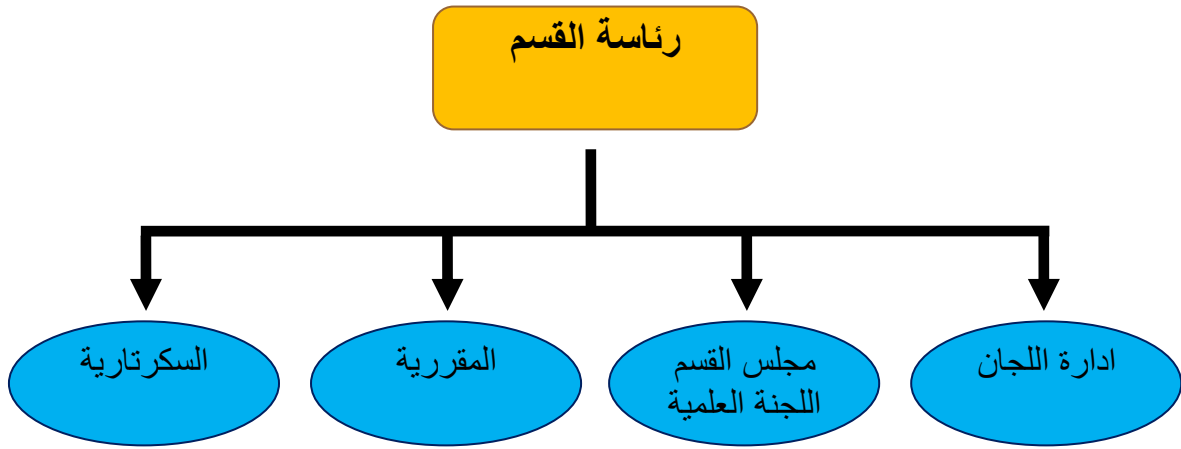 رئاسة القسم
ادارة اللجان
مجلس القسم
اللجنة العلمية
المقررية
السكرتارية